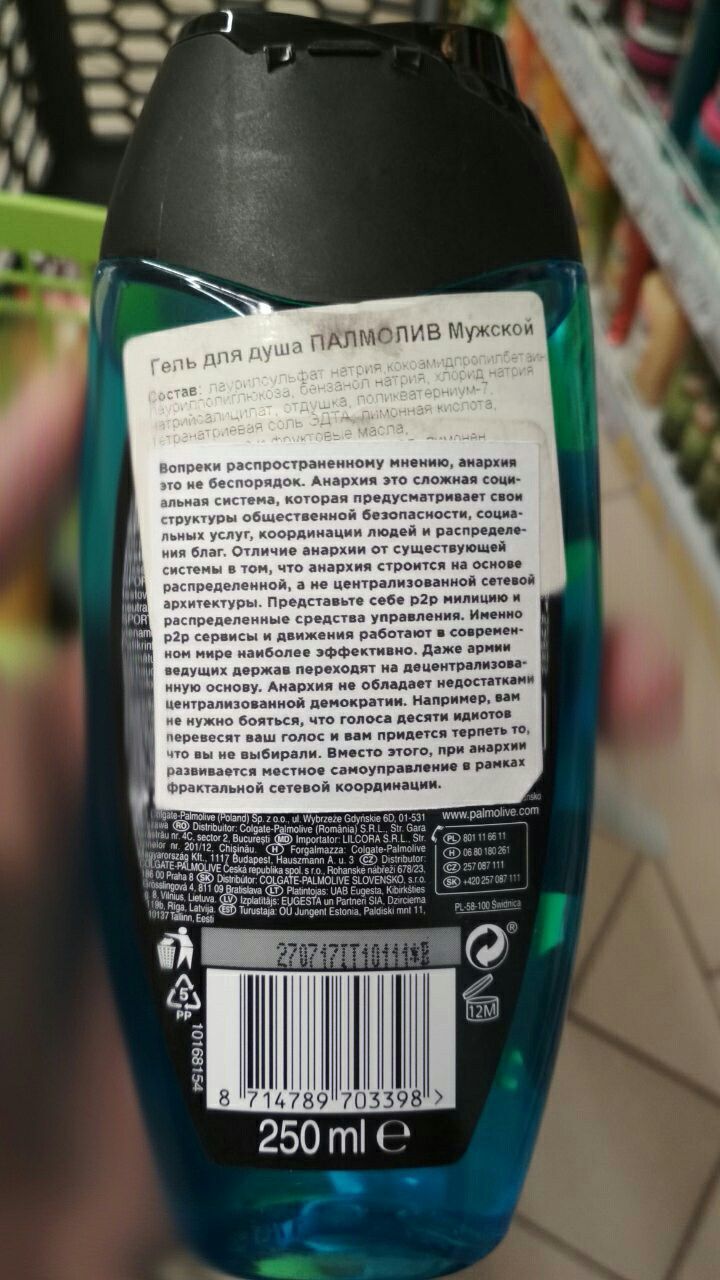 Гель для душа ПАЛМОЛИВ Мужской
Состав: лаурилсульфат натрия,кокоамидпропилбетаин
лаурилполиглюкоза, бензанол натрия, хлорид натрия
натрийсалицилат, отдушка, поликватерниум-7,
тетранатриевая соль ЭДТА, лимонная кислота,
и фруктовые масла,
лимонен
Вопреки распространенному мнению, анархия
это не беспорядок. Анархия это сложная соци-
альная система, которая предусматривает свои
структуры общественной безопасности, социа-
льных услуг, координации людей и распределе-
ния благ. Отличие анархии от существующей
системы в том, что анархия строится на основе
распределенной, а не централизованной сетевой
архитектуры. Представьте себе p2p милицию и
распределенные средства управления. Именно
p2p сервисы и движения работают в современ-
ном мире наиболее эффективно. Даже армии
ведущих держав переходят на децентрализова-
нную основу. Анархия не обладает недостатками
централизованной демократии. Например, вам
не нужно бояться, что голоса десяти идиотов
перевесят ваш голос и вам придется терпеть то,
что вы не выбирали. Вместо этого, при анархии
развивается местное самоуправление в рамках
фрактальной сетевой координации.
Colgate-Palmolive (Poland) Sp. z o.o., ul. Wybrzeże Gdyńskie 6D, 01-531
RO Distribuitor: Colgate-Palmolive (România) S.R.L., Str. Gara
nr. 4C, sector 2, București MD Importator: LILCORA S.R.L., Str.
nr. 201/12, Chișinău. H Forgalmazza: Colgate-Palmolive
Magyarország Kft., 1117 Budapest, Hauszmann A. u. 3 CZ Distributor:
COLGATE-PALMOLIVE Česká republika spol. s r.o., Rohanské nábřeží 678/23,
186 00 Praha 8 SK Distribútor: COLGATE-PALMOLIVE SLOVENSKO, s.r.o.
Grösslingová 4, 811 09 Bratislava LT Platintojas: UAB Eugesta, Kibirkšties
8, Vilnius, Lietuva. LV Izplatītājs: EUGESTA un Partneri SIA, Dzirciema
19b, Rīga, Latvija. EST Turustaja: OÜ Jungent Estonia, Paldiski mnt 11,
10137 Tallinn, Eesti
www.palmolive.com
PL 801 11 66 11
H 06 80 180 261
CZ 257 087 111
SK +420 257 087 111
PL-58-100 Świdnica
270717IT10111
®
5
PP
12M
10168154
8 714789 703398 >
250 ml e